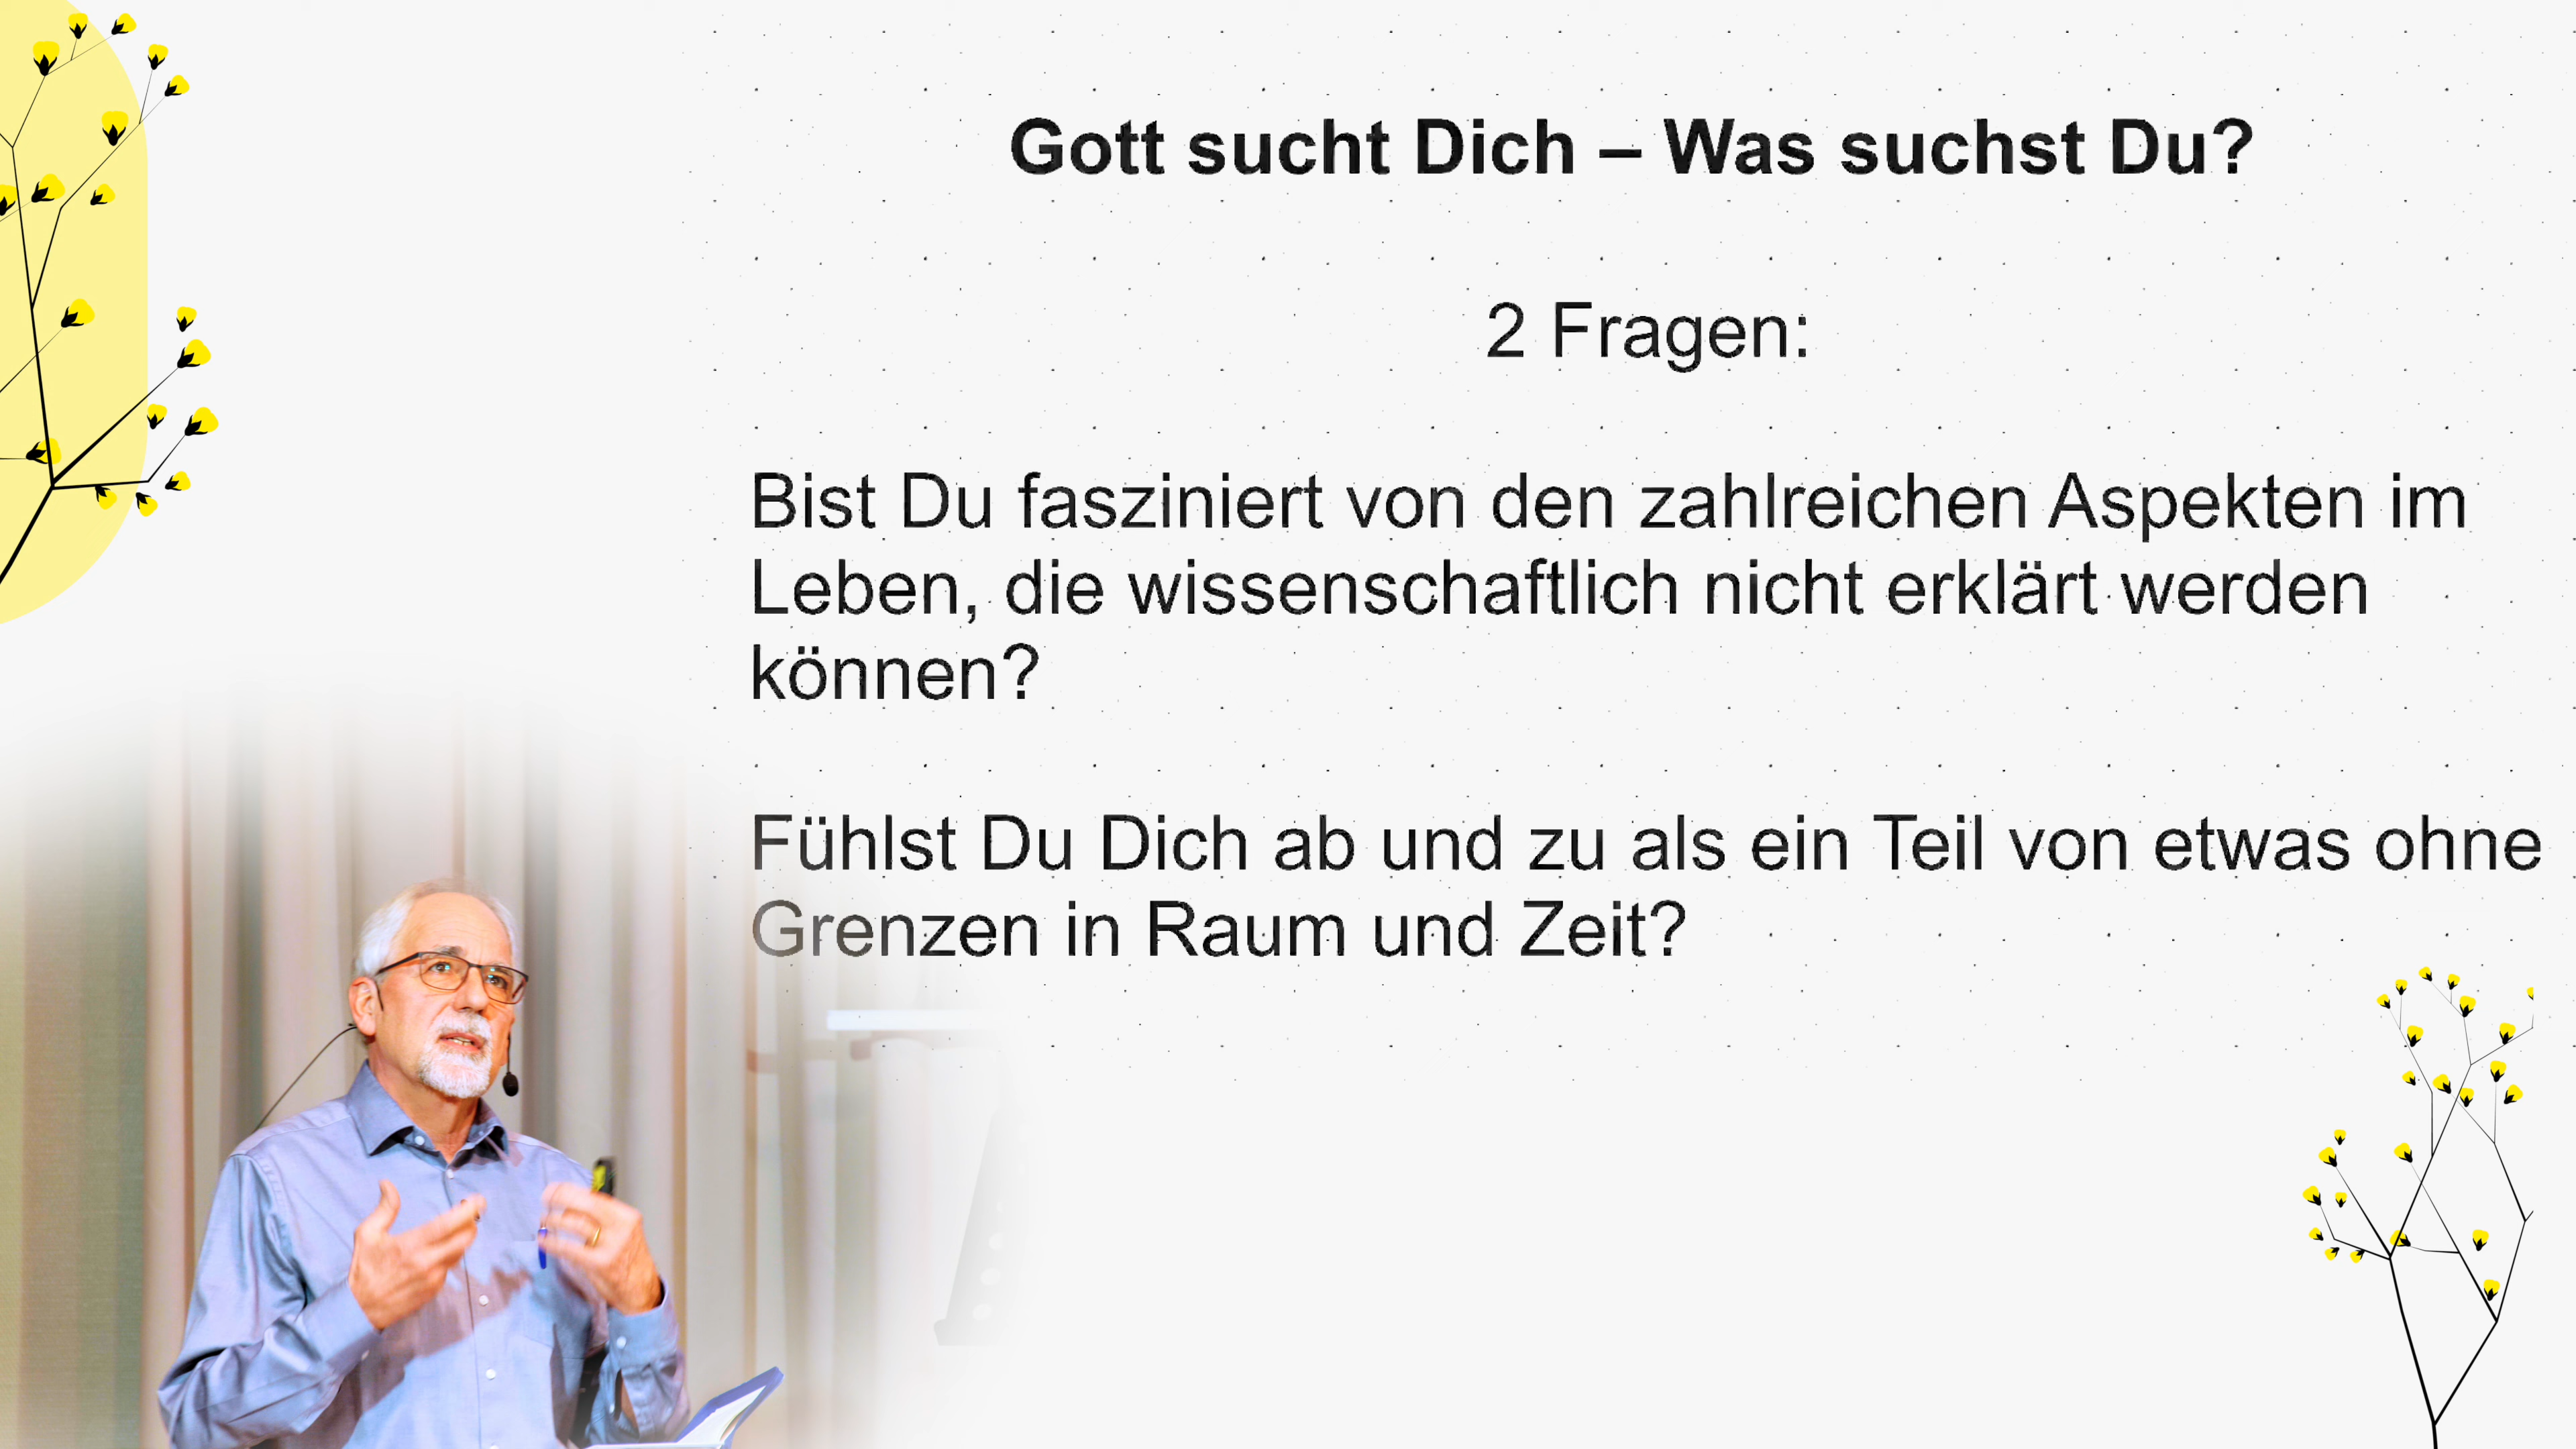 Gott sucht Dich – Was suchst Du?
2 Fragen:
Bist Du fasziniert von den zahlreichen Aspekten im
Leben, die wissenschaftlich nicht erklärt werden
können?
Fühlst Du Dich ab und zu als ein Teil von etwas ohne
Grenzen in Raum und Zeit?